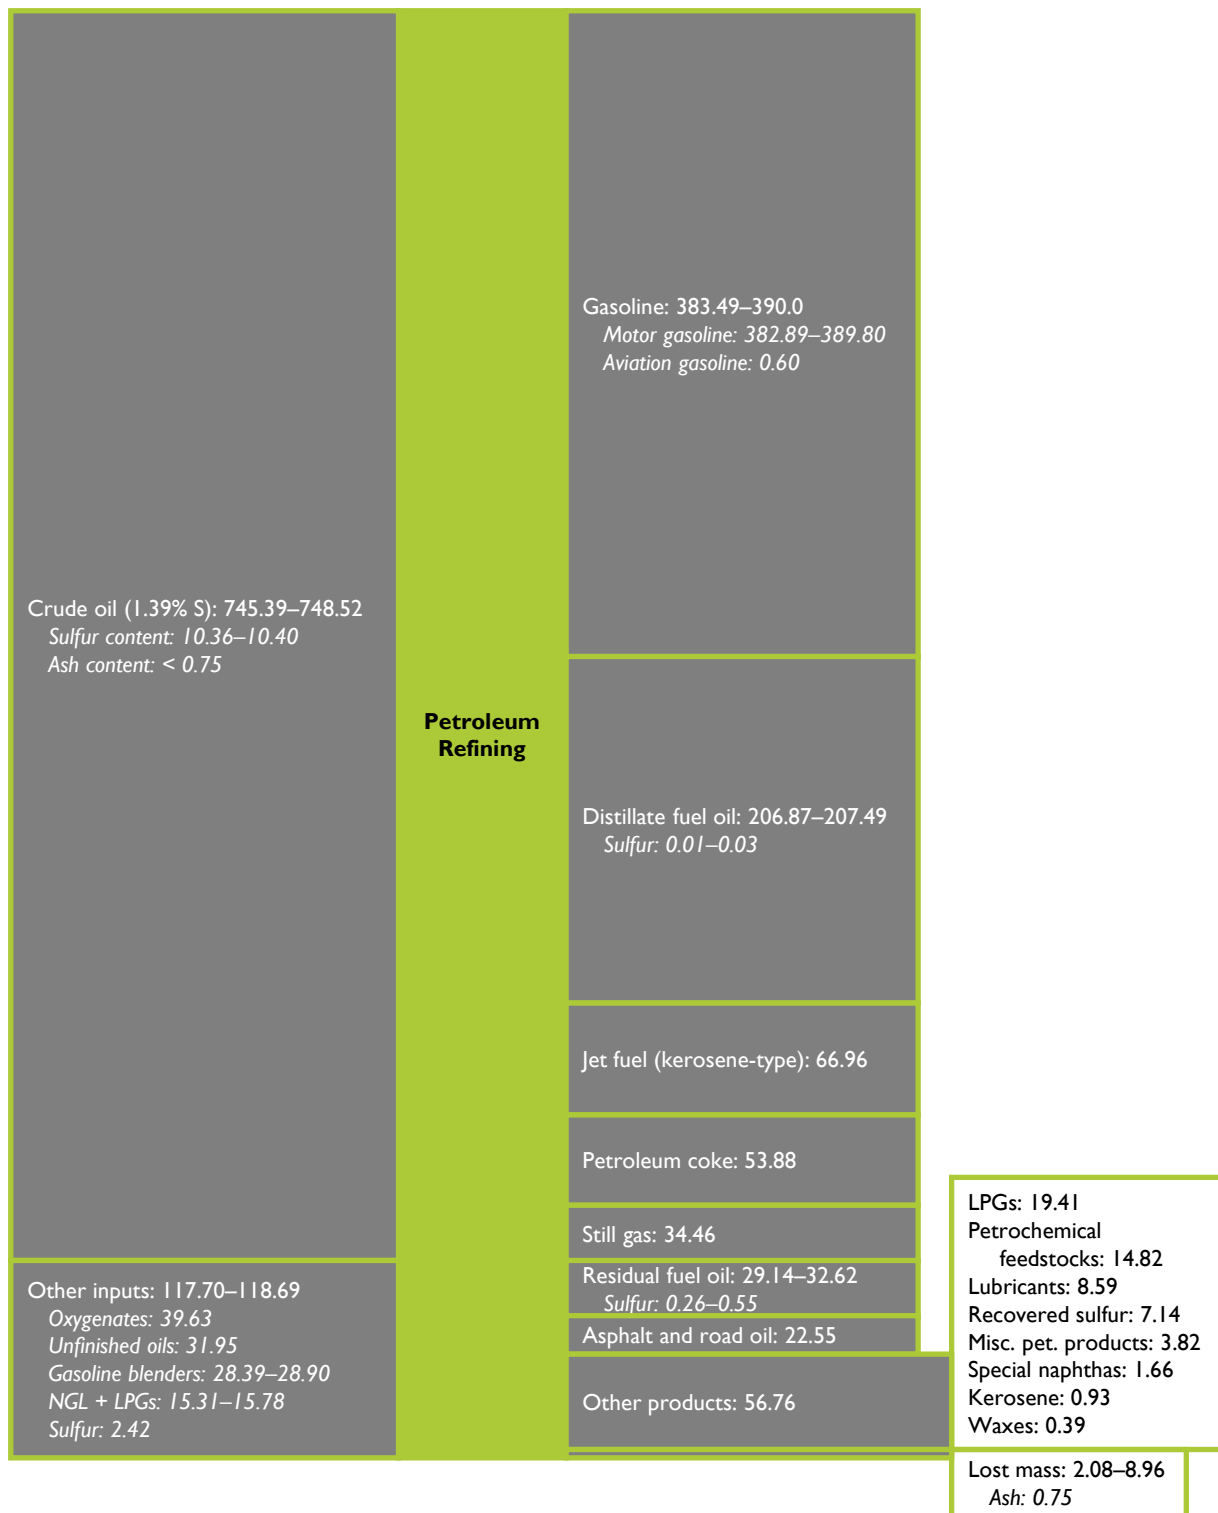 Crude oil (1.39% S): 745.39–748.52
Sulfur content: 10.36–10.40
Ash content: < 0.75
Other inputs: 117.70–118.69
Oxygenates: 39.63
Unfinished oils: 31.95
Gasoline blenders: 28.39–28.90
NGL + LPGs: 15.31–15.78
Sulfur: 2.42
Petroleum
Refining
Gasoline: 383.49–390.0
Motor gasoline: 382.89–389.80
Aviation gasoline: 0.60
Distillate fuel oil: 206.87–207.49
Sulfur: 0.01–0.03
Jet fuel (kerosene-type): 66.96
Petroleum coke: 53.88
Still gas: 34.46
Residual fuel oil: 29.14–32.62
Sulfur: 0.26–0.55
Asphalt and road oil: 22.55
Other products: 56.76
LPGs: 19.41
Petrochemical
feedstocks: 14.82
Lubricants: 8.59
Recovered sulfur: 7.14
Misc. pet. products: 3.82
Special naphthas: 1.66
Kerosene: 0.93
Waxes: 0.39
Lost mass: 2.08–8.96
Ash: 0.75